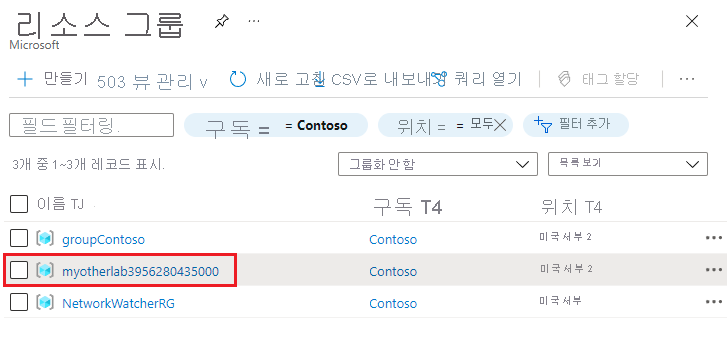 리소스 그룹
Microsoft
만들기 503 뷰 관리 v 새로 고침 CSV로 내보내기 쿼리 열기 태그 할당
필드 필터링. 구독 = = Contoso 위치 = = 모두 필터 추가
3개 중 1~3개 레코드 표시. 그룹화 안 함 목록 보기
이름 TJ 구독 T4 위치 T4
groupContoso Contoso 미국 서부 2
myotherlab3956280435000 Contoso 미국 서부 2
NetworkWatcherRG Contoso 미국 서부